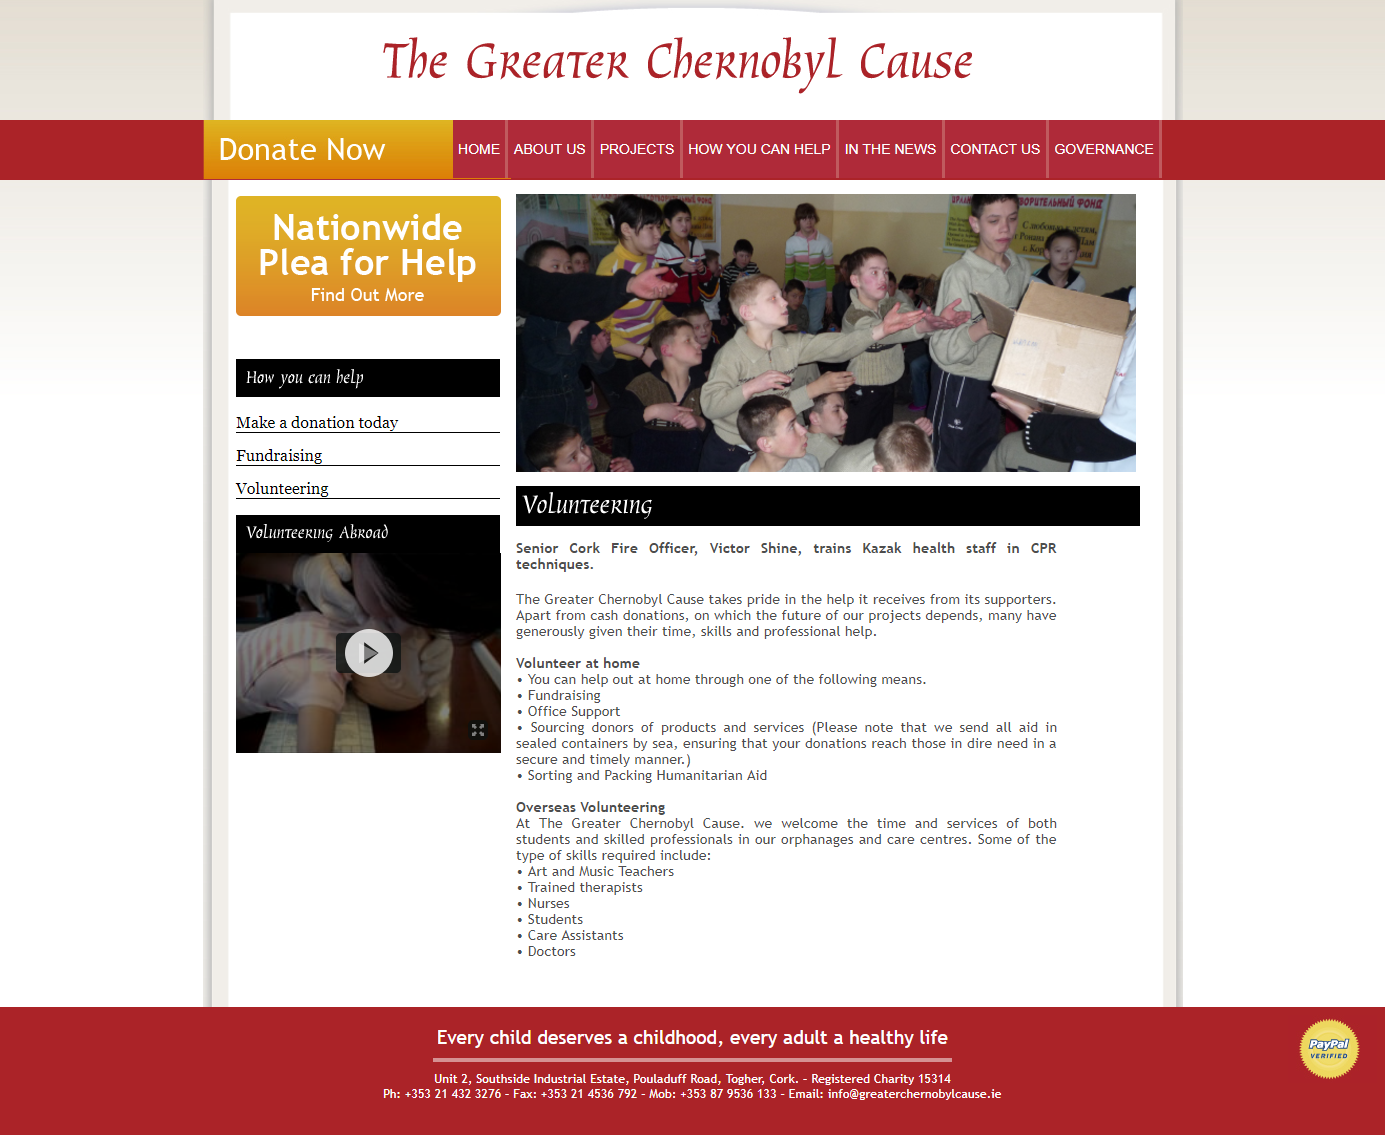 The Greater Chernobyl Cause
Donate Now
HOME
ABOUT US
PROJECTS
HOW YOU CAN HELP
IN THE NEWS
CONTACT US
GOVERNANCE
Nationwide
Plea for Help
Find Out More
How you can help
Make a donation today
Fundraising
Volunteering
Volunteering Abroad
Volunteering
Senior Cork Fire Officer, Victor Shine, trains Kazak health staff in CPR
techniques.
The Greater Chernobyl Cause takes pride in the help it receives from its supporters.
Apart from cash donations, on which the future of our projects depends, many have
generously given their time, skills and professional help.
Volunteer at home
• You can help out at home through one of the following means.
• Fundraising
• Office Support
• Sourcing donors of products and services (Please note that we send all aid in
sealed containers by sea, ensuring that your donations reach those in dire need in a
secure and timely manner.)
• Sorting and Packing Humanitarian Aid
Overseas Volunteering
At The Greater Chernobyl Cause. we welcome the time and services of both
students and skilled professionals in our orphanages and care centres. Some of the
type of skills required include:
• Art and Music Teachers
• Trained therapists
• Nurses
• Students
• Care Assistants
• Doctors
Every child deserves a childhood, every adult a healthy life
Unit 2, Southside Industrial Estate, Pouladuff Road, Togher, Cork. - Registered Charity 15314
Ph: +353 21 432 3276 - Fax: +353 21 4536 792 - Mob: +353 87 9536 133 - Email: info@greaterchernobylcause.ie
PayPal
VERIFIED